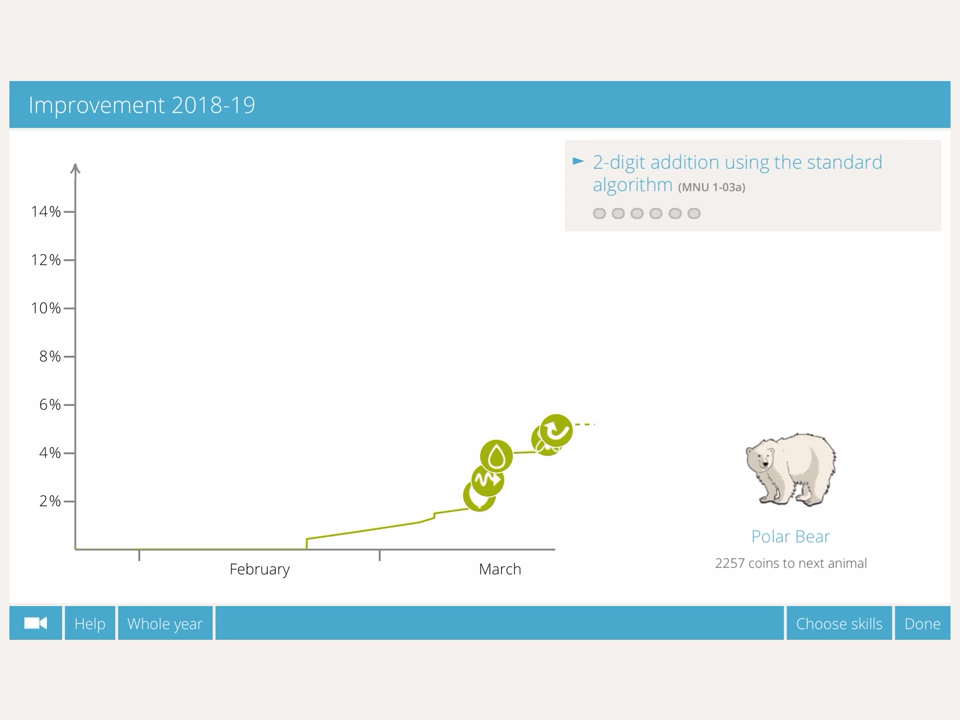 Improvement 2018-19
► 2-digit addition using the standard
algorithm (MNU 1-03a)
14%
12%
10%
8%
6%
4%
2%
February
March
Polar Bear
2257 coins to next animal
Help
Whole year
Choose skills
Done